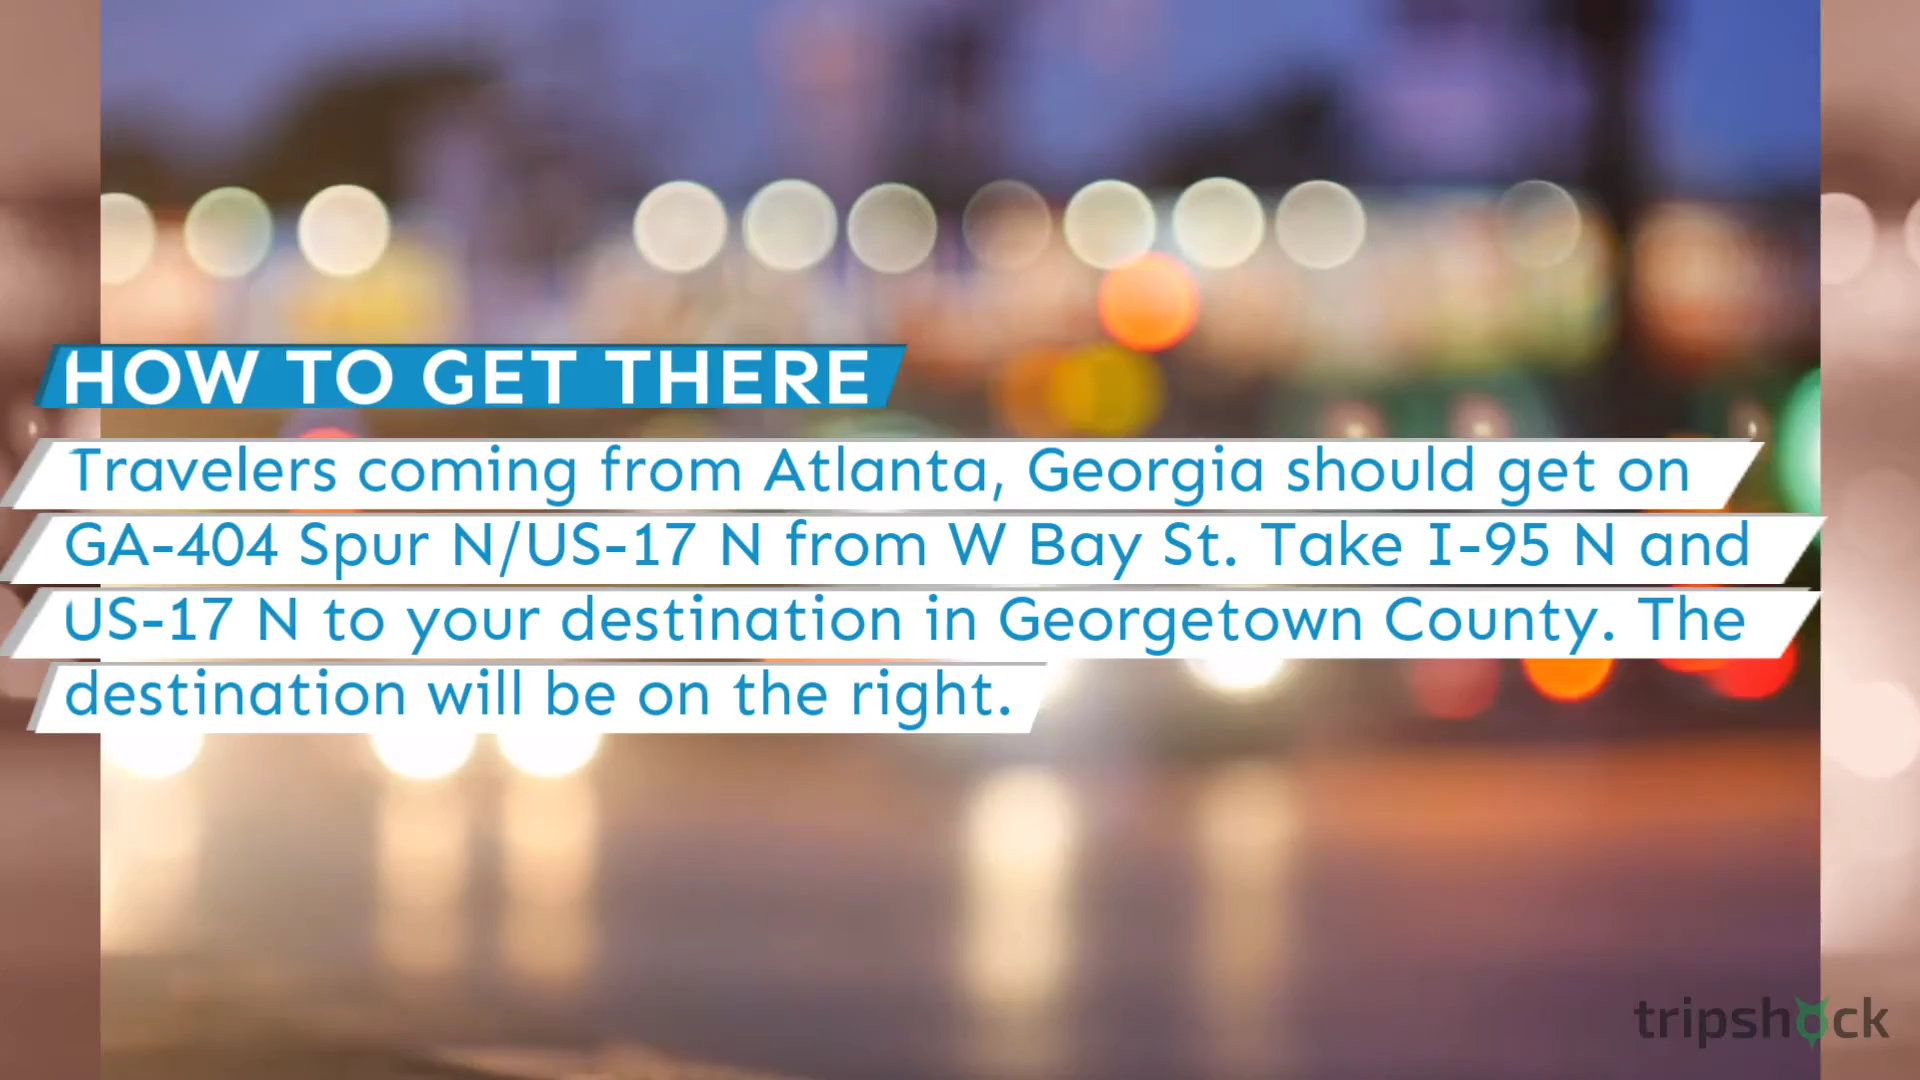 HOW TO GET THERE
Travelers coming from Atlanta, Georgia should get on
GA-404 Spur N/US-17 N from W Bay St. Take I-95 N and
US-17 N to your destination in Georgetown County. The
destination will be on the right.
tripshock